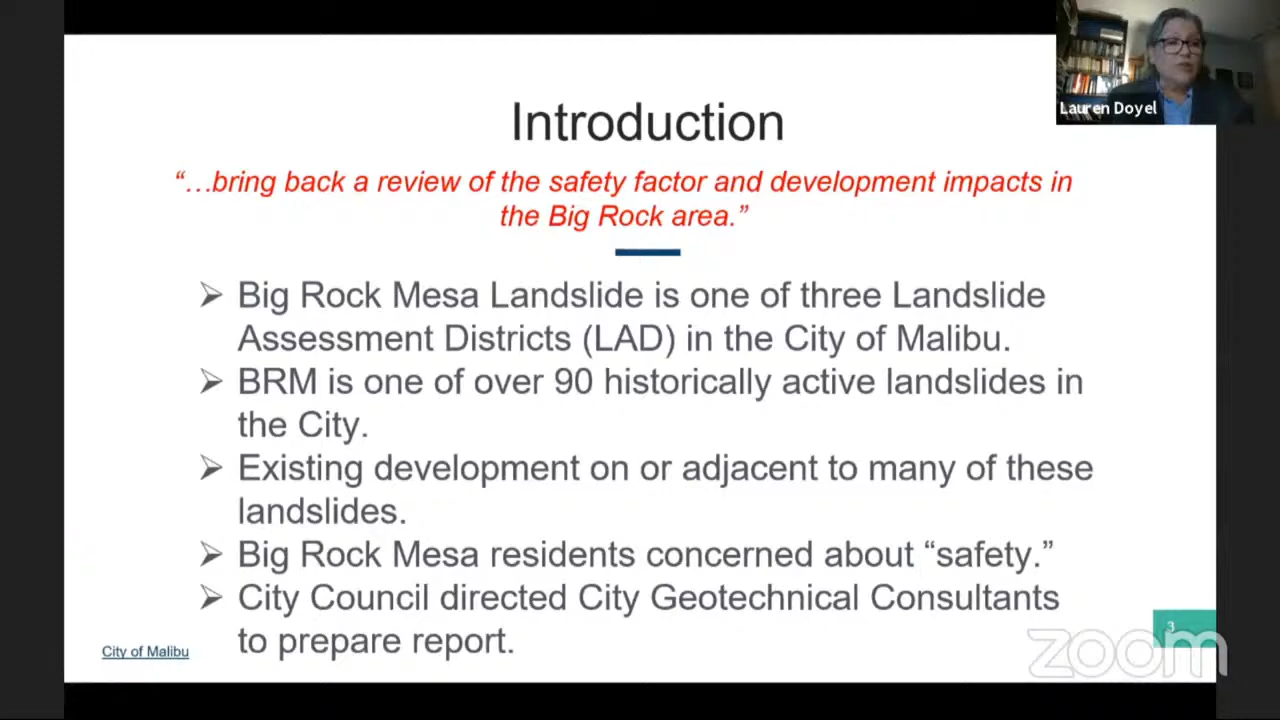 Lauren Doyel
Introduction
“…bring back a review of the safety factor and development impacts in
the Big Rock area.”
➢ Big Rock Mesa Landslide is one of three Landslide
Assessment Districts (LAD) in the City of Malibu.
➢ BRM is one of over 90 historically active landslides in
the City.
➢ Existing development on or adjacent to many of these
landslides.
➢ Big Rock Mesa residents concerned about “safety.”
➢ City Council directed City Geotechnical Consultants
to prepare report.
City of Malibu
3
zoom